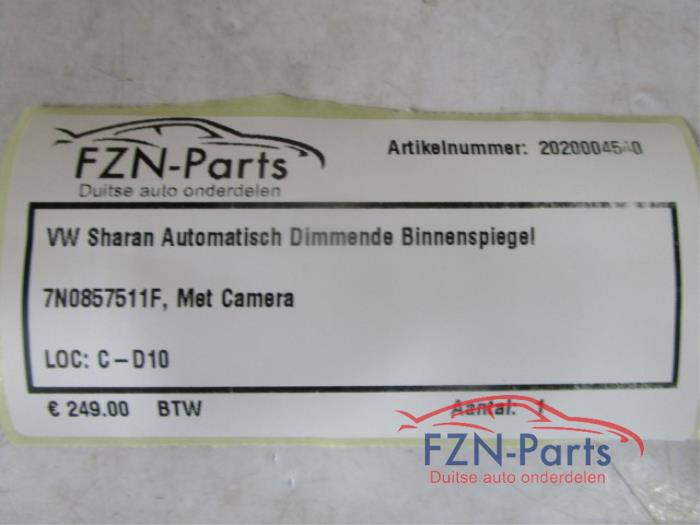 FZN-Parts
Duitse auto onderdelen
Artikelnummer:
VW Sharan Automatisch Dimmende Binnenspiegel
7N0857511F, Met Camera
LOC: C-D10
€ 249.00 BTW
Aantal: 1
FZN-Parts
Duitse auto onderdelen